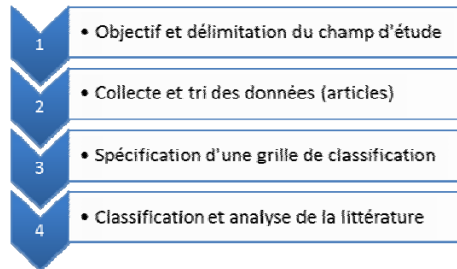 1 • Objectif et délimitation du champ d'étude
2 • Collecte et tri des données (articles)
3 • Spécification d'une grille de classification
4 • Classification et analyse de la littérature